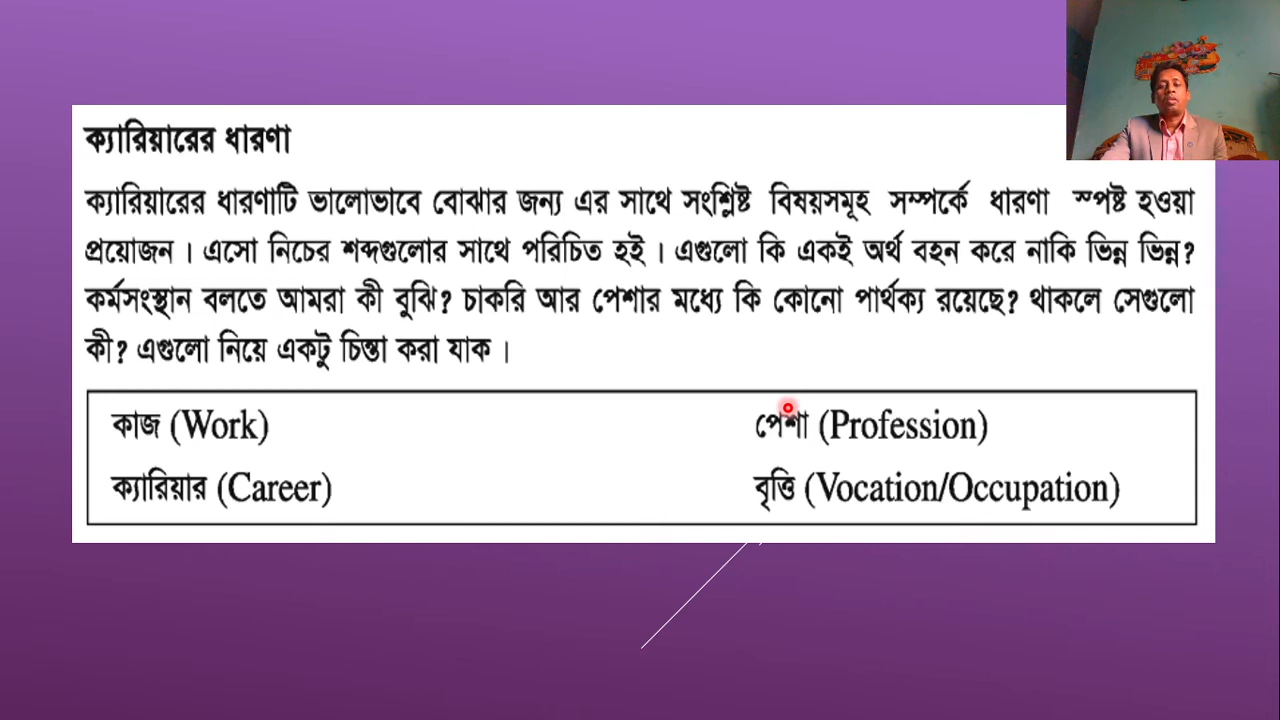 ক্যারিয়ারের ধারণা
ক্যারিয়ারের ধারণাটি ভালোভাবে বোঝার জন্য এর সাথে সংশ্লিষ্ট বিষয়সমূহ সম্পর্কে ধারণা স্পষ্ট হওয়া
প্রয়োজন। এসো নিচের শব্দগুলোর সাথে পরিচিত হই। এগুলো কি একই অর্থ বহন করে নাকি ভিন্ন ভিন্ন?
কর্মসংস্থান বলতে আমরা কী বুঝি? চাকরি আর পেশার মধ্যে কি কোনো পার্থক্য রয়েছে? থাকলে সেগুলো
কী? এগুলো নিয়ে একটু চিন্তা করা যাক।
কাজ (Work) পেশা (Profession)
ক্যারিয়ার (Career) বৃত্তি (Vocation/Occupation)